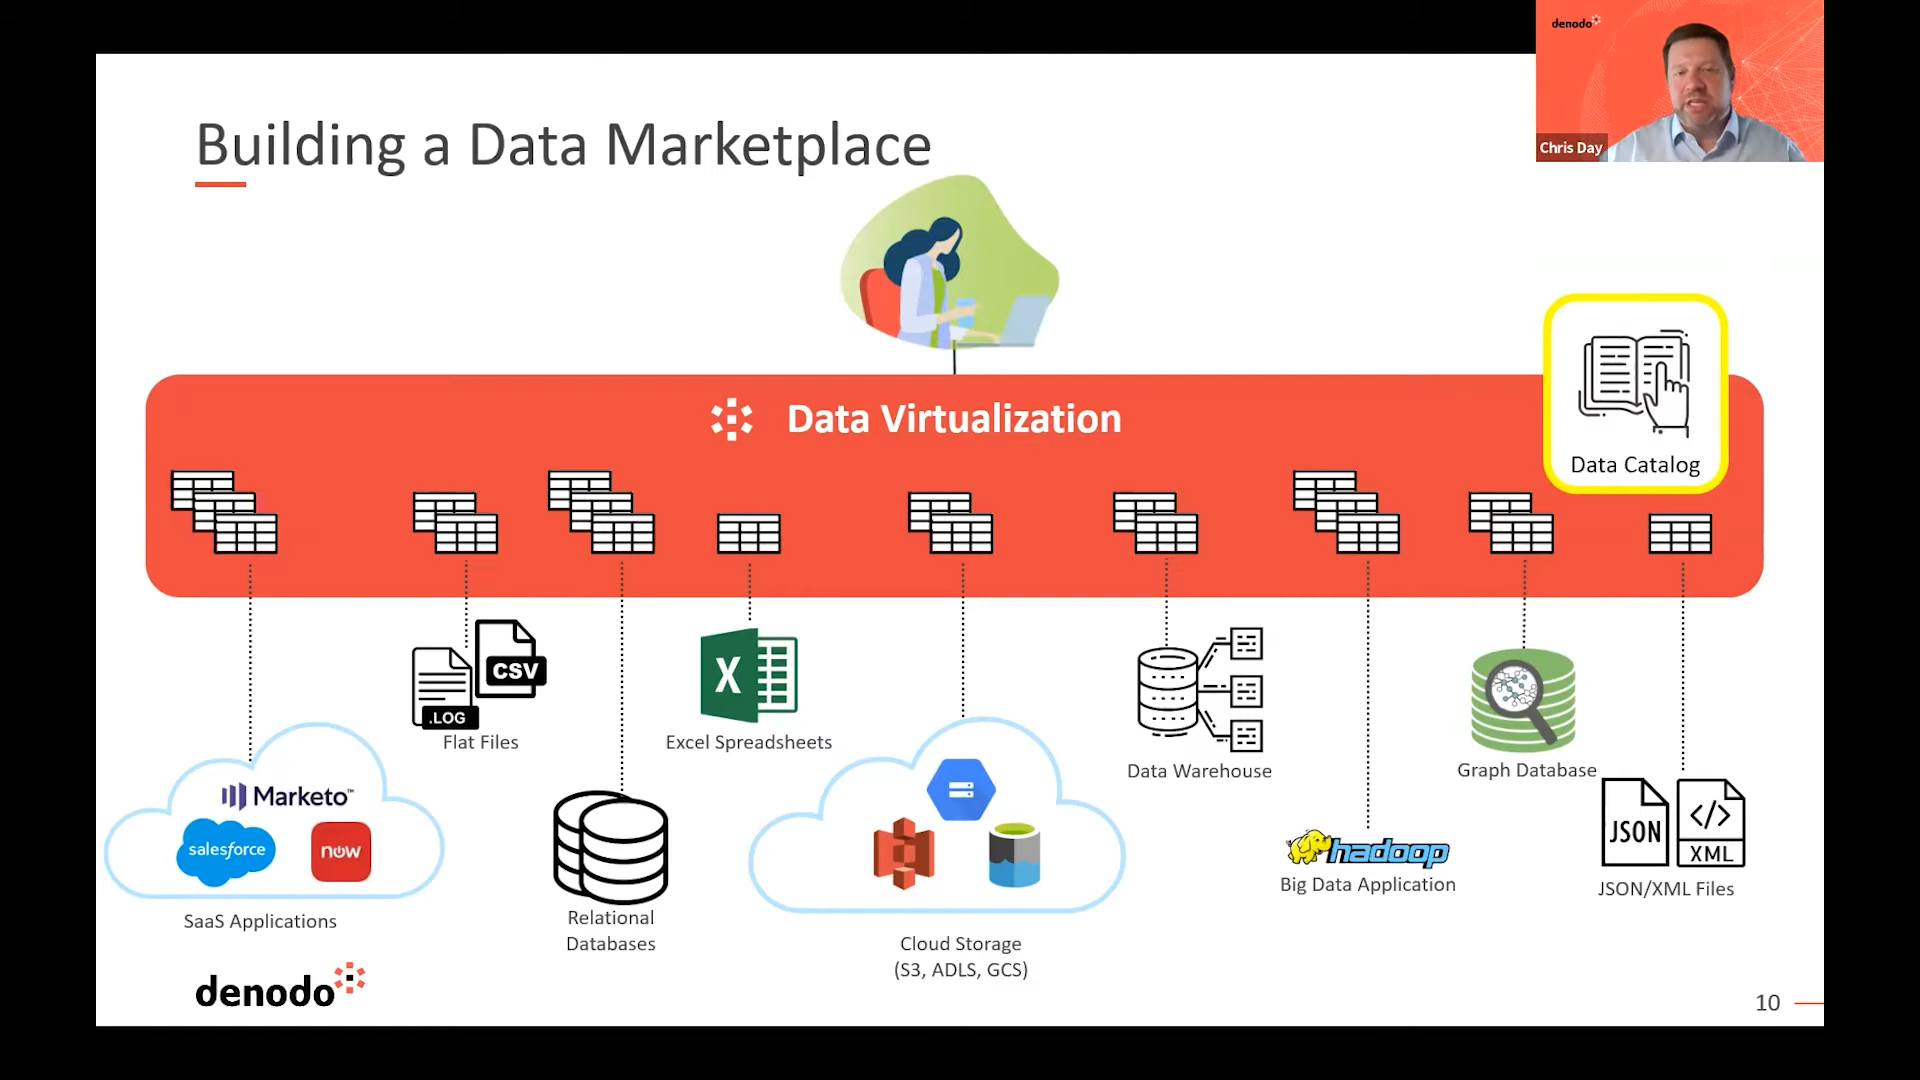 denodo
Chris Day
Building a Data Marketplace
Data Virtualization
Data Catalog
CSV
.LOG
Flat Files
X
Excel Spreadsheets
Data Warehouse
Graph Database
Marketo™
salesforce
now
SaaS Applications
Relational
Databases
Cloud Storage
(S3, ADLS, GCS)
hadoop
Big Data Application
JSON
</>
XML
JSON/XML Files
denodo
10